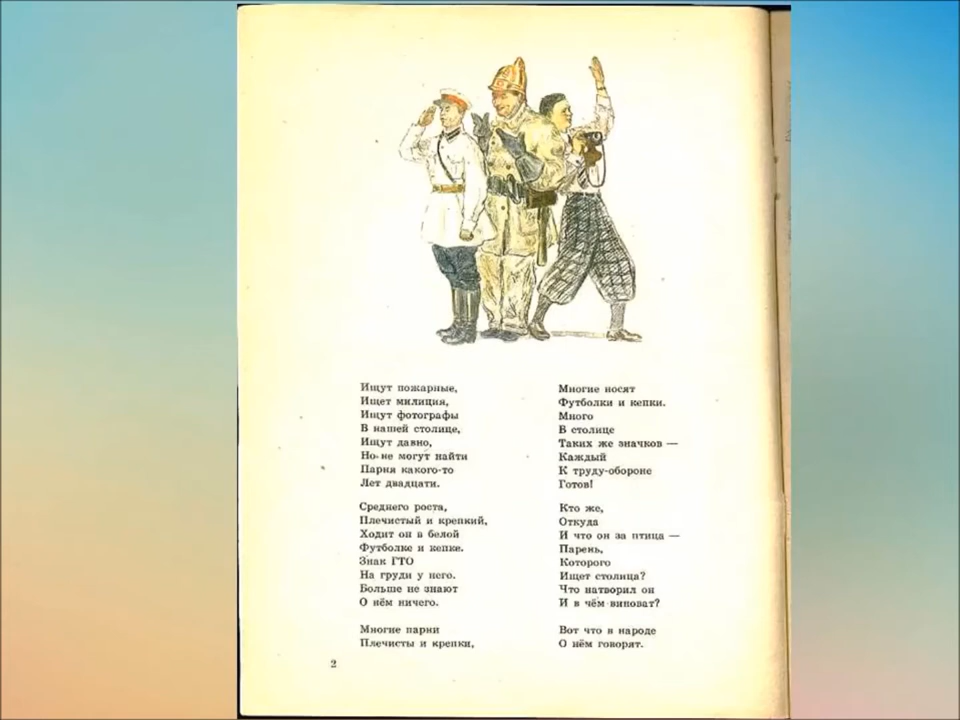 Ищут пожарные,
Ищет милиция,
Ищут фотографы
В нашей столице,
Ищут давно,
Но не могут найти
Парня какого-то
Лет двадцати.
Среднего роста,
Плечистый и крепкий,
Ходит он в белой
Футболке и кепке.
Знак ГТО
На груди у него.
Больше не знают
О нём ничего.
Многие парни
Плечисты и крепки,
Многие носят
Футболки и кепки.
Много
В столице
Таких же значков —
Каждый
К труду-обороне
Готов!
Кто же,
Откуда
И что он за птица —
Парень,
Которого
Ищет столица?
Что натворил он
И в чём виноват?
Вот что в народе
О нём говорят.
2